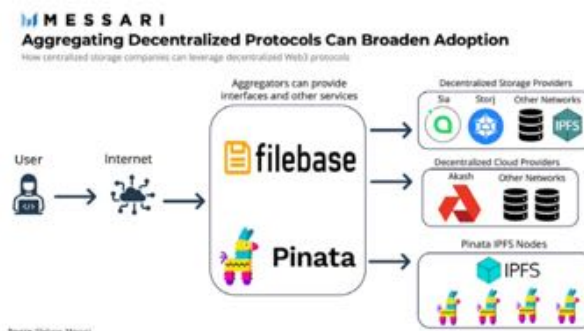 MESSARI
Aggregating Decentralized Protocols Can Broaden Adoption
How centralized storage companies can leverage decentralized Web3 protocols
Aggregators can provide
interfaces and other services
Decentralized Storage Providers
Sia
Storj
Other Networks
IPFS
User
Internet
filebase
Decentralized Cloud Providers
Akash
Other Networks
Pinata
Pinata IPFS Nodes
IPFS